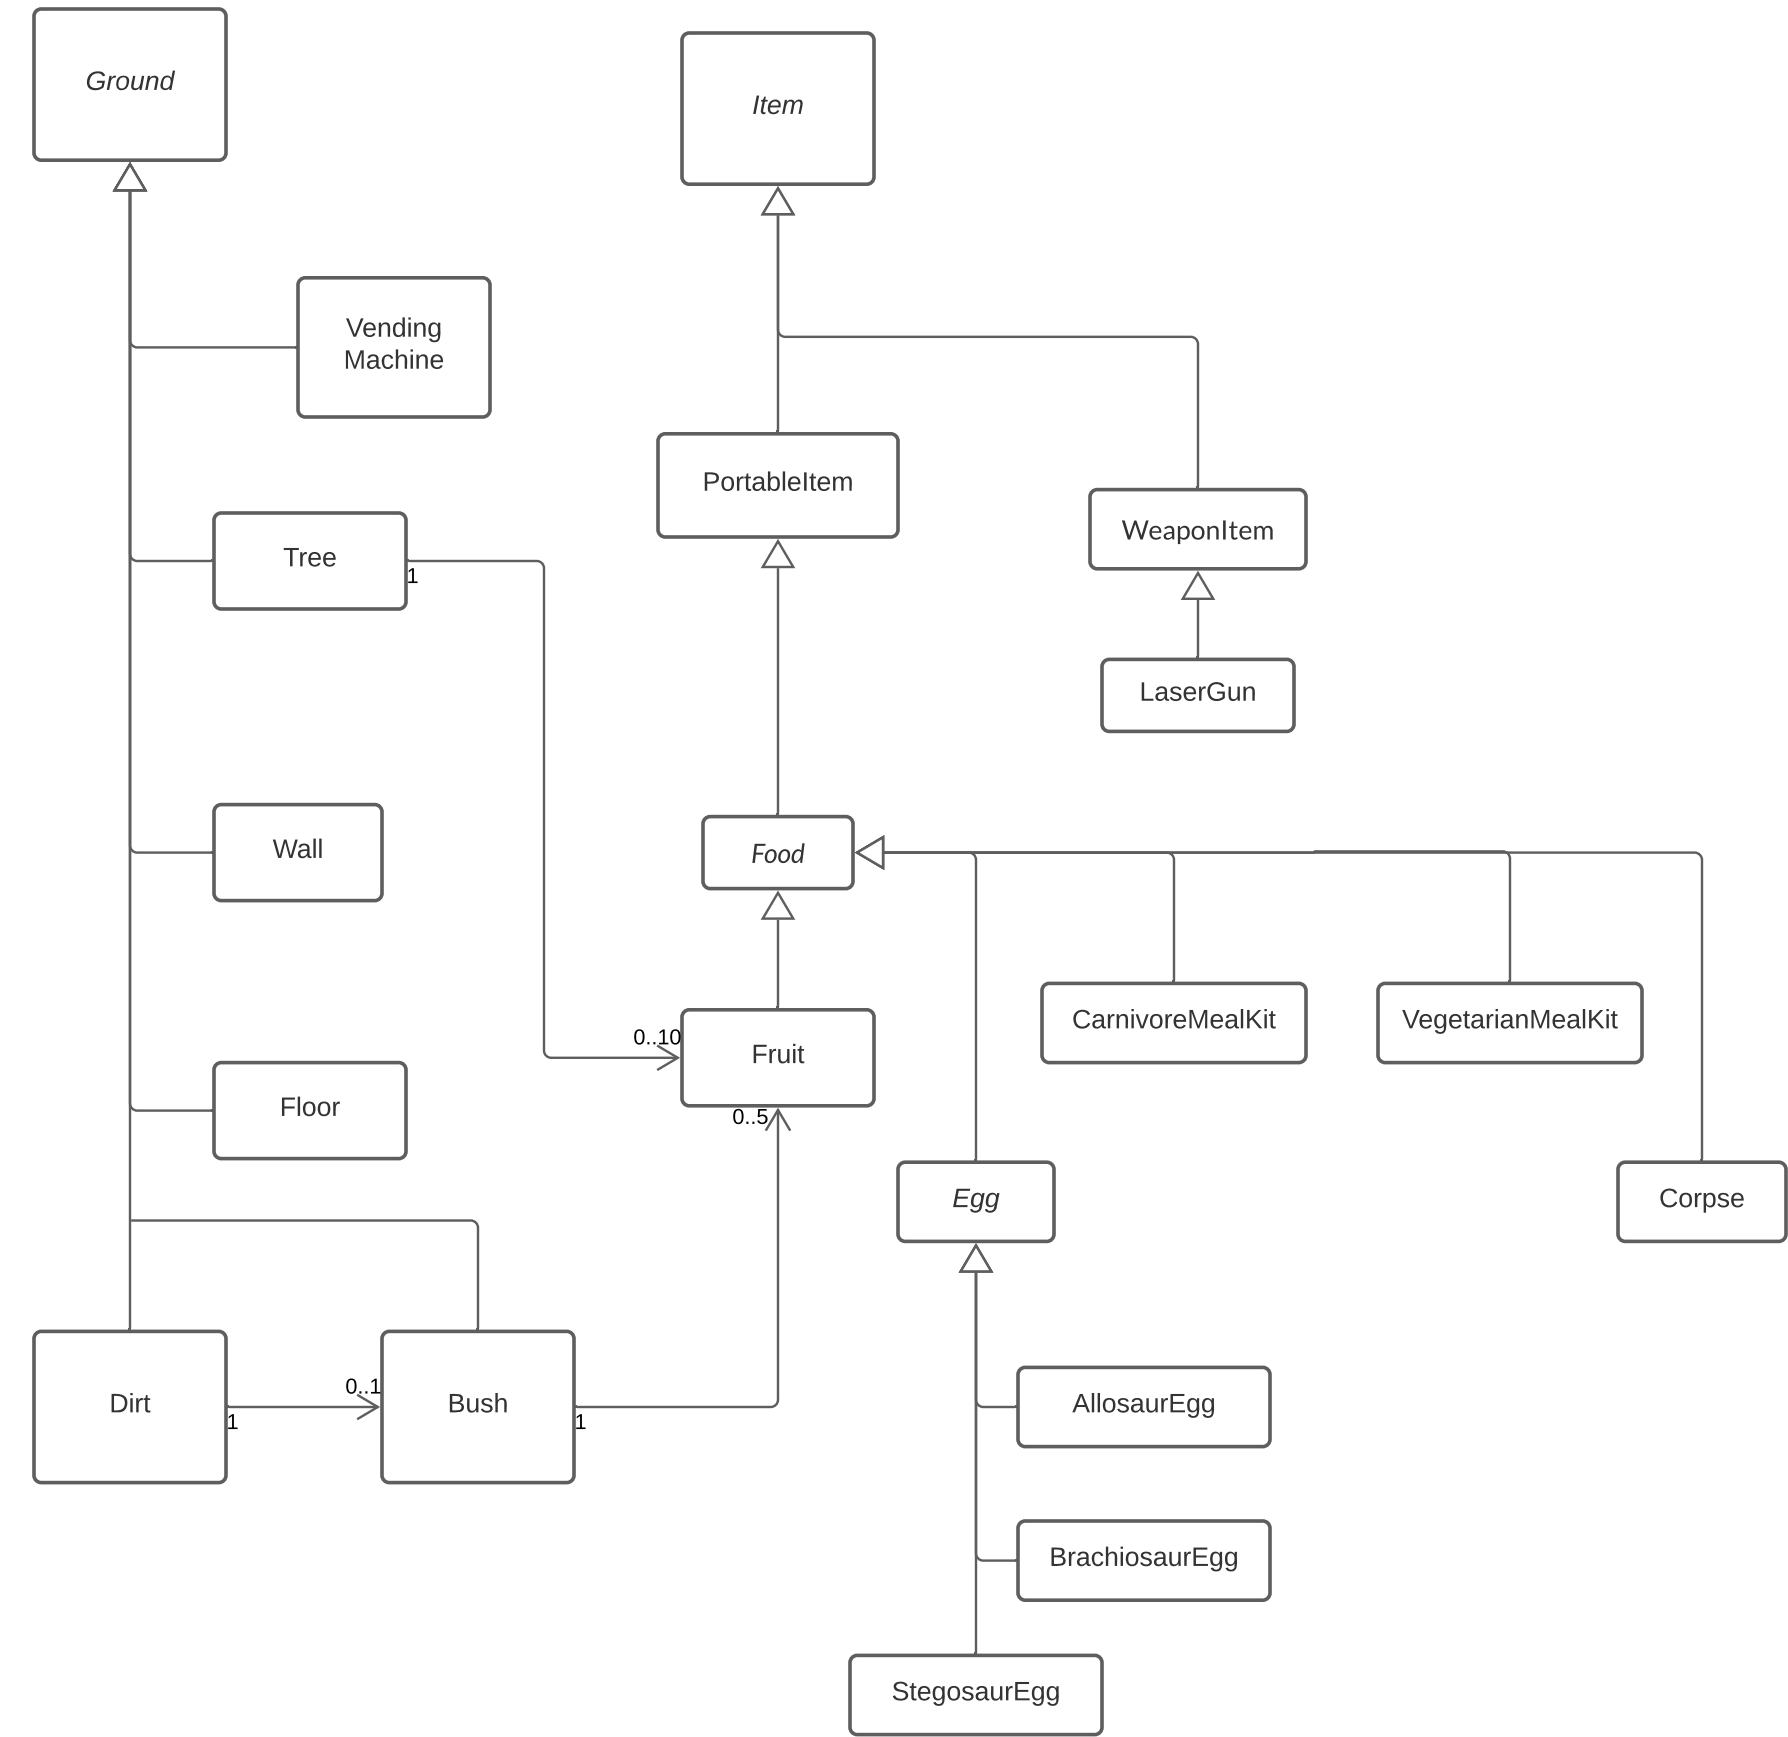 Ground
Item
Vending
Machine
PortableItem
WeaponItem
Tree
1
LaserGun
Wall
Food
CarnivoreMealKit
VegetarianMealKit
0..10
Fruit
Floor
0..5
Egg
Corpse
0..1
Dirt
Bush
AllosaurEgg
1
1
BrachiosaurEgg
StegosaurEgg